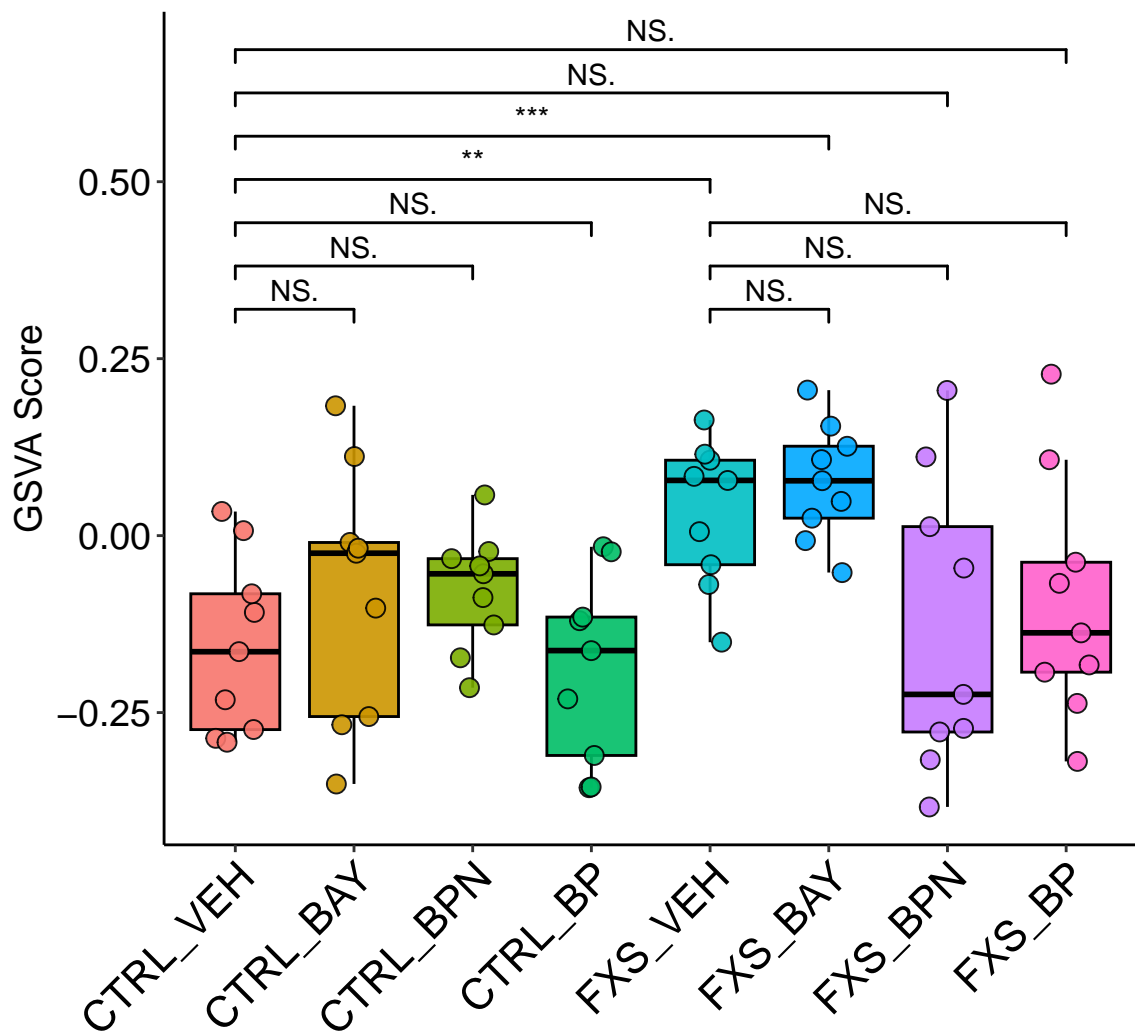 NS.
NS.
***
**
NS.
NS.
NS.
NS.
NS.
NS.
GSVA Score
0.50
0.25
0.00
−0.25
CTRL_VEH
CTRL_BAY
CTRL_BPN
CTRL_BP
FXS_VEH
FXS_BAY
FXS_BPN
FXS_BP